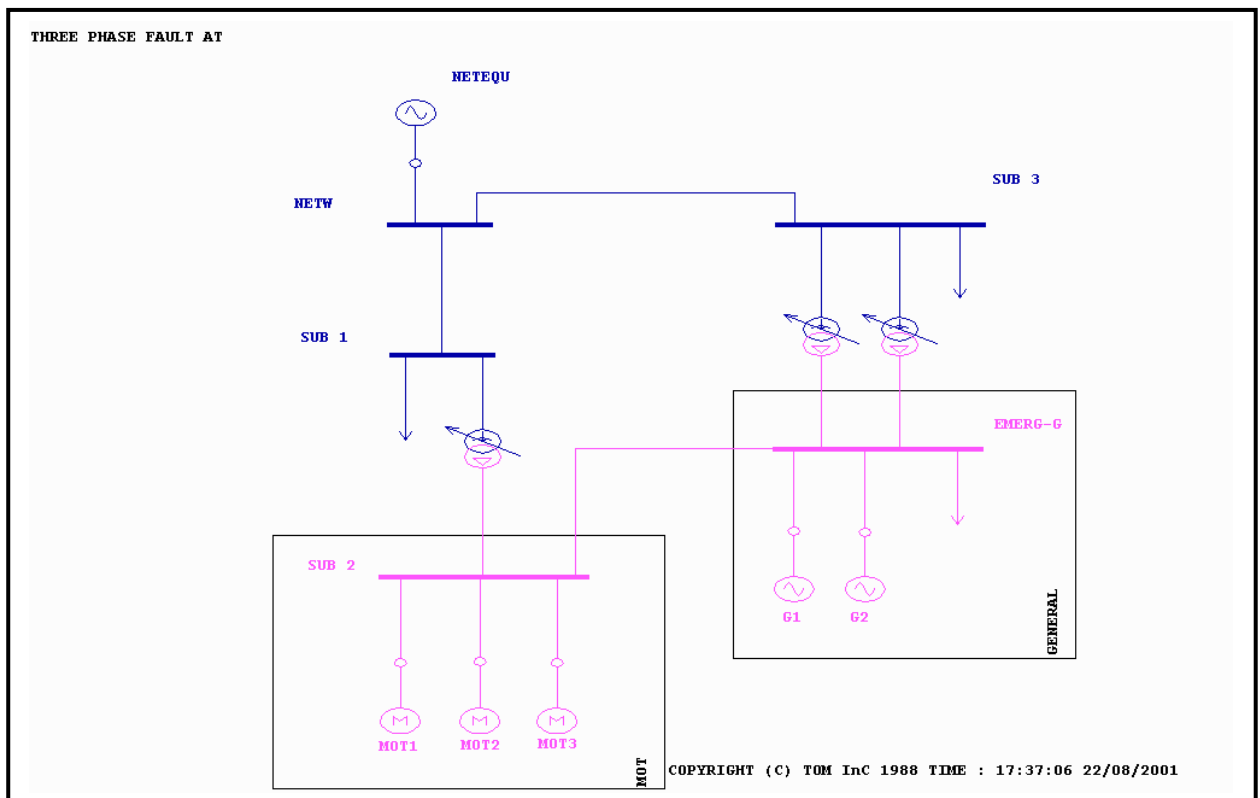 THREE PHASE FAULT AT
NETEQU
SUB 3
NETW
SUB 1
EMERG-G
SUB 2
G1
G2
GENERAL
MOT1
MOT2
MOT3
MOT
COPYRIGHT (C) TOM InC 1988 TIME : 17:37:06 22/08/2001